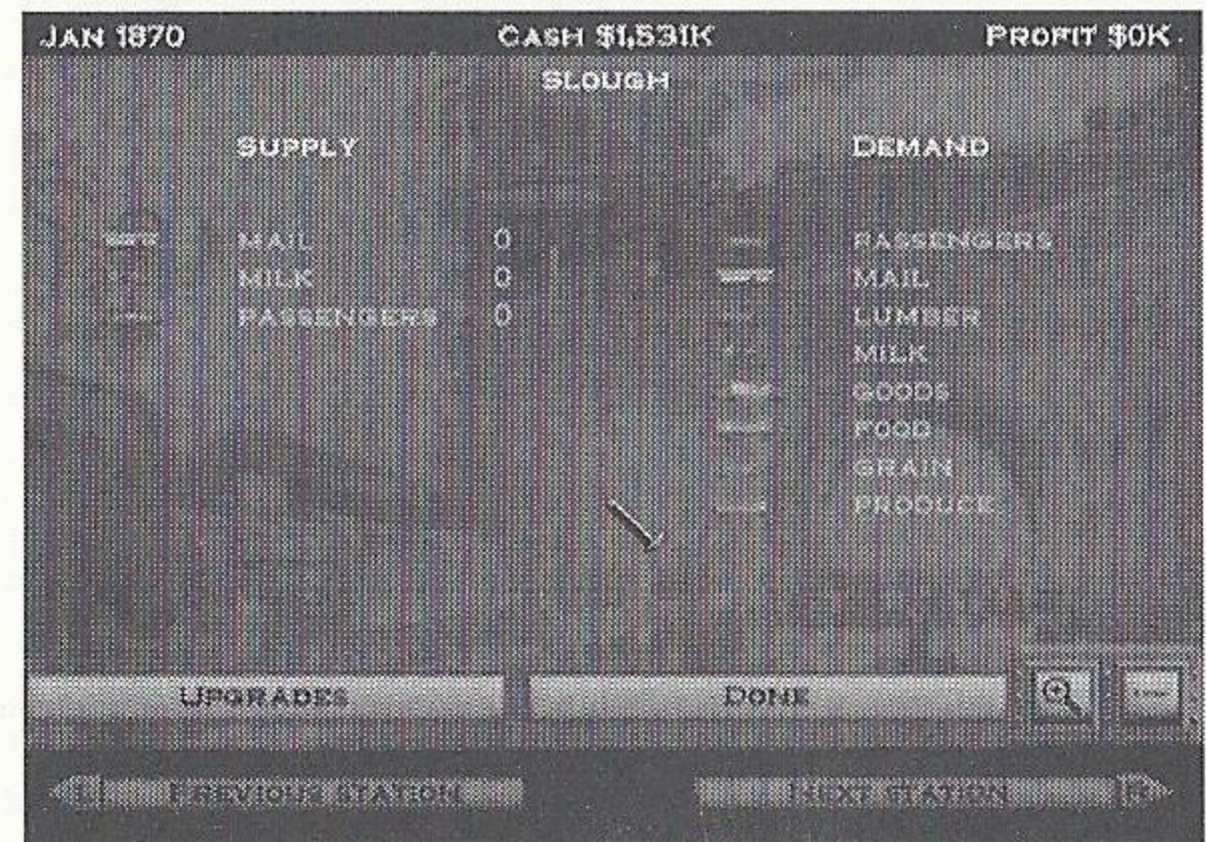 JAN 1870 CASH $1,531K PROFIT $0K
SLOUGH
SUPPLY
MAIL 0
MILK 0
PASSENGERS 0
DEMAND
PASSENGERS
MAIL
LUMBER
MILK
GOODS
FOOD
GRAIN
PRODUCE
UPGRADES DONE
L PREVIOUS STATION NEXT STATION R